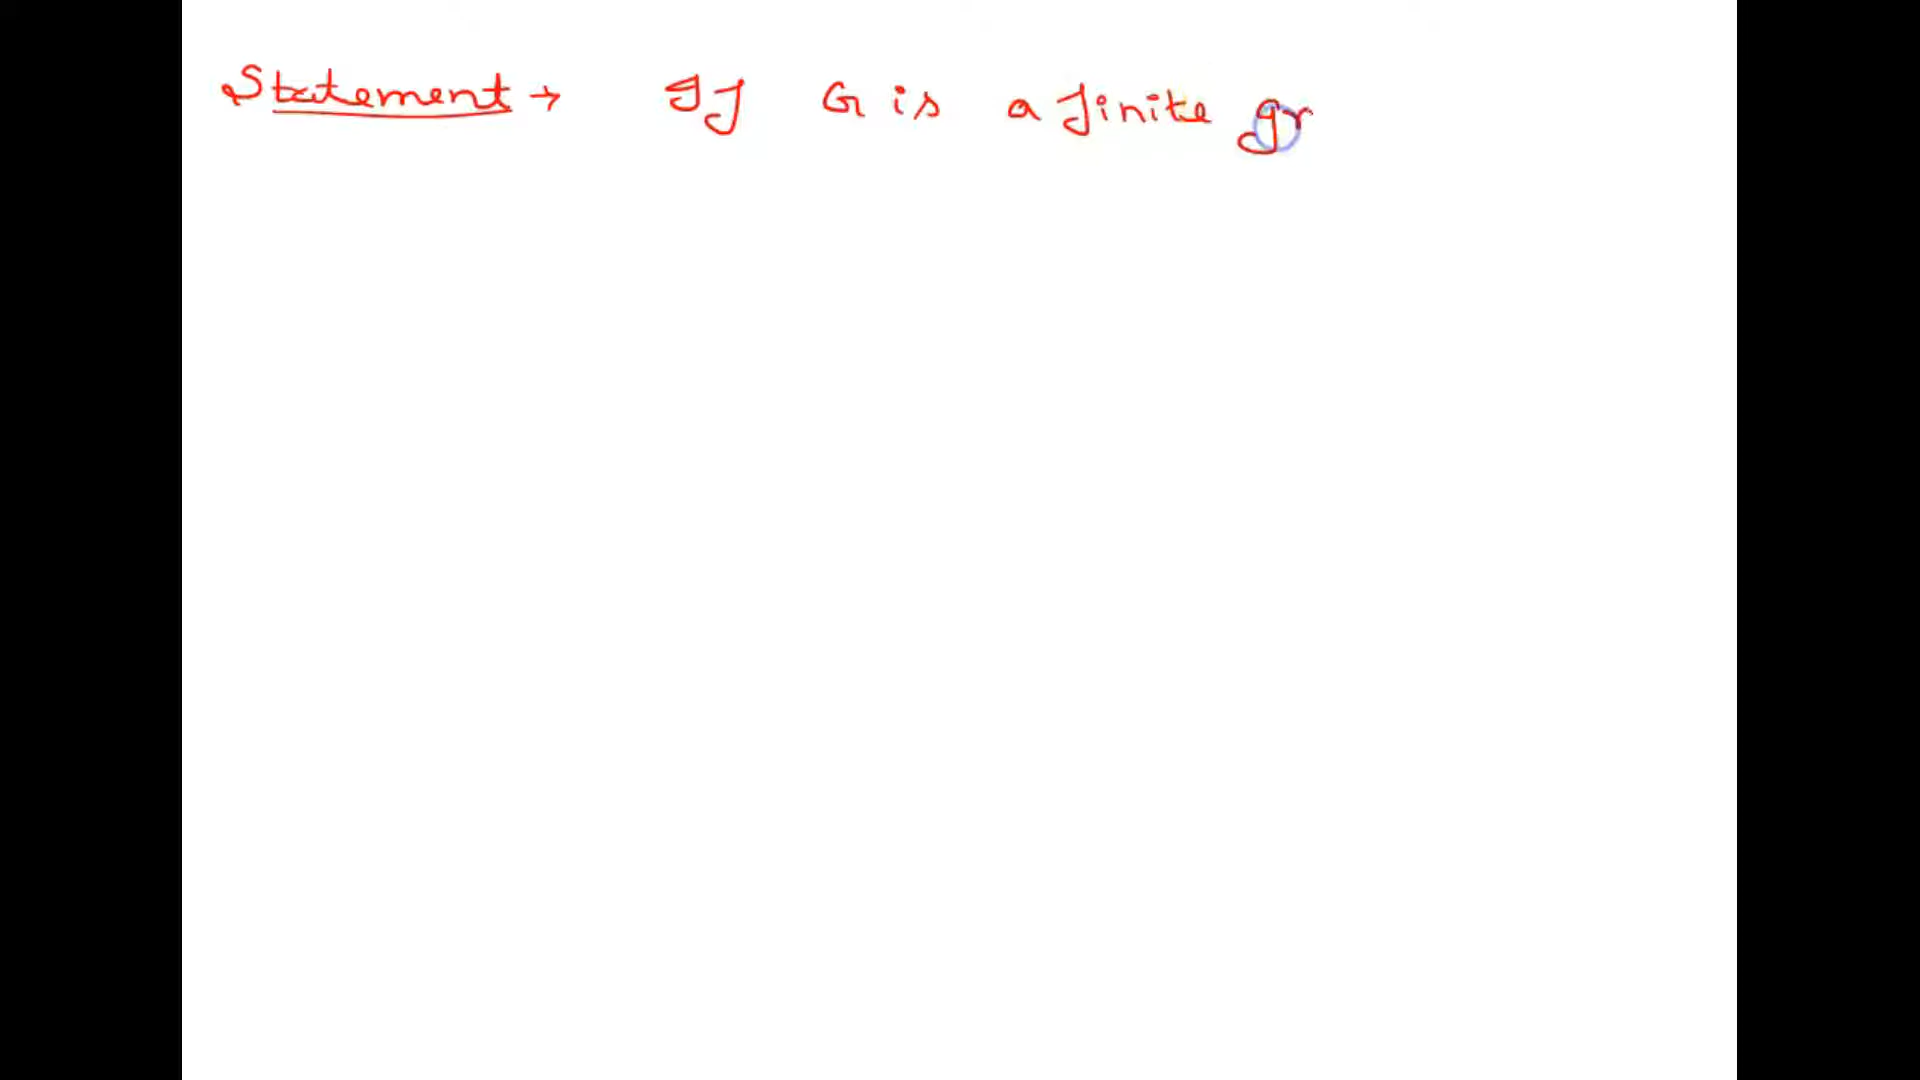 Statement → If G is a finite gr